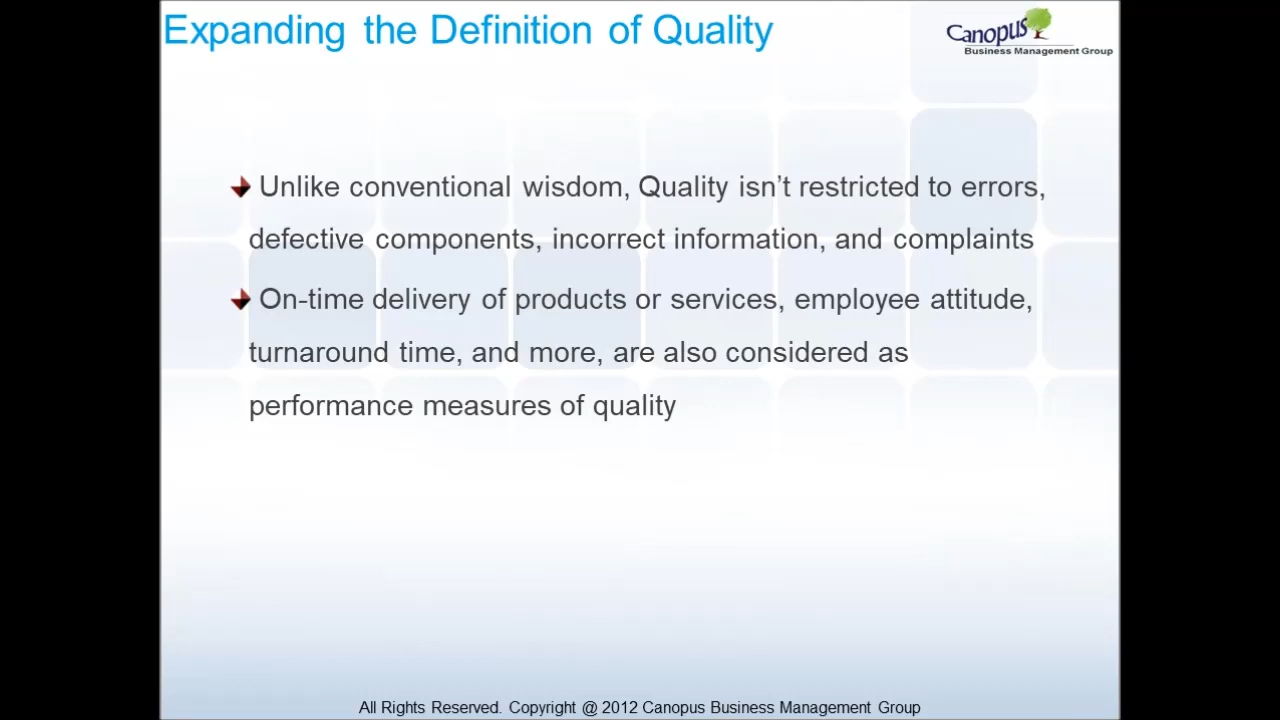 Expanding the Definition of Quality
Canopus
Business Management Group
Unlike conventional wisdom, Quality isn’t restricted to errors,
defective components, incorrect information, and complaints
On-time delivery of products or services, employee attitude,
turnaround time, and more, are also considered as
performance measures of quality
All Rights Reserved. Copyright @ 2012 Canopus Business Management Group